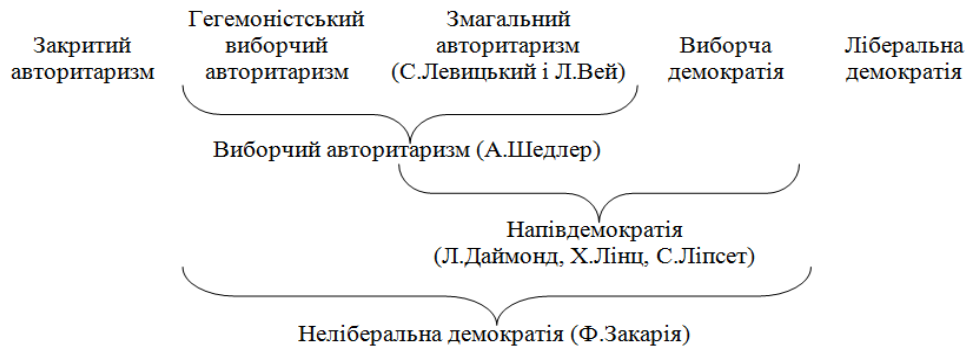 Закритий
авторитаризм
Гегемоністський
виборчий
авторитаризм
Змагальний
авторитаризм
(С.Левицький і Л.Вей)
Виборча
демократія
Ліберальна
демократія
Виборчий авторитаризм (А.Шедлер)
Напівдемократія
(Л.Даймонд, Х.Лінц, С.Ліпсет)
Неліберальна демократія (Ф.Закарія)